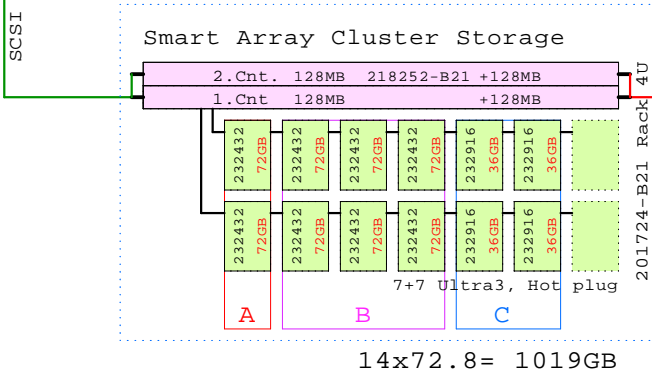 SCSI
Smart Array Cluster Storage
2.Cnt. 128MB 218252-B21 +128MB
1.Cnt 128MB +128MB
201724-B21 Rack 4U
232432 72GB 232432 72GB 232432 72GB 232432 72GB 232916 36GB 232916 36GB
232432 72GB 232432 72GB 232432 72GB 232432 72GB 232916 36GB 232916 36GB
7+7 Ultra3, Hot plug
A B C
14x72.8= 1019GB